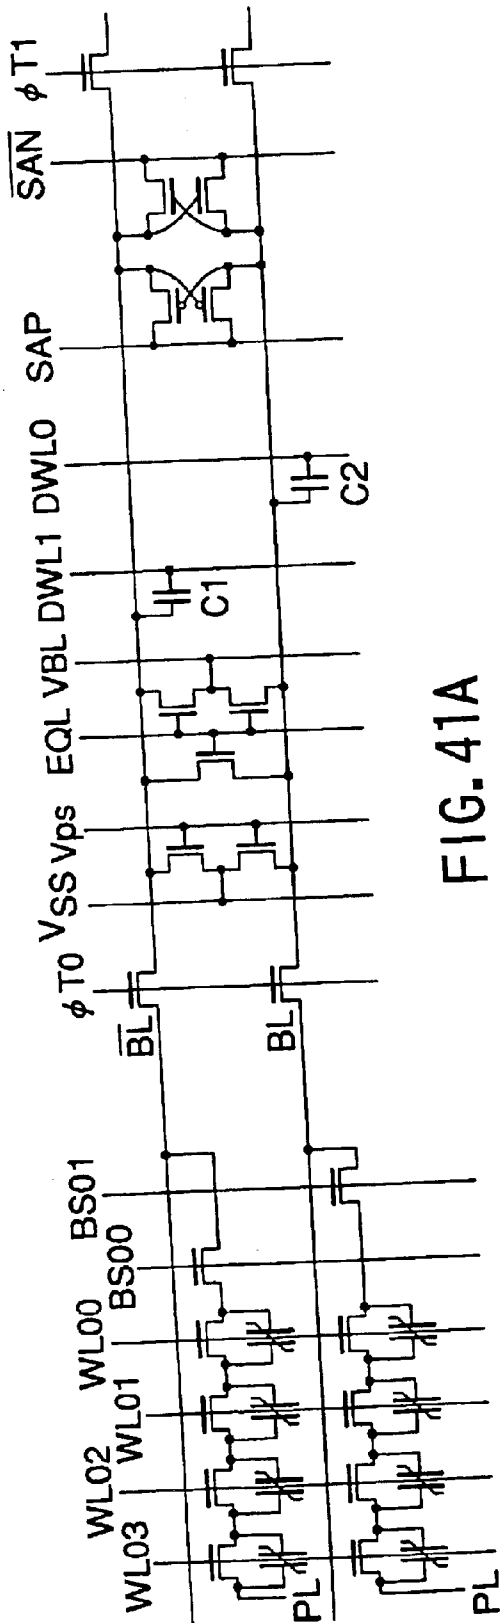 WL03
WL02
WL01
WL00
BS00
BS01
φT0
VSS
Vps
EQL
VBL
DWL1
DWL0
SAP
SAN
φT1
BL
BL
C1
C2
PL
PL
FIG. 41A